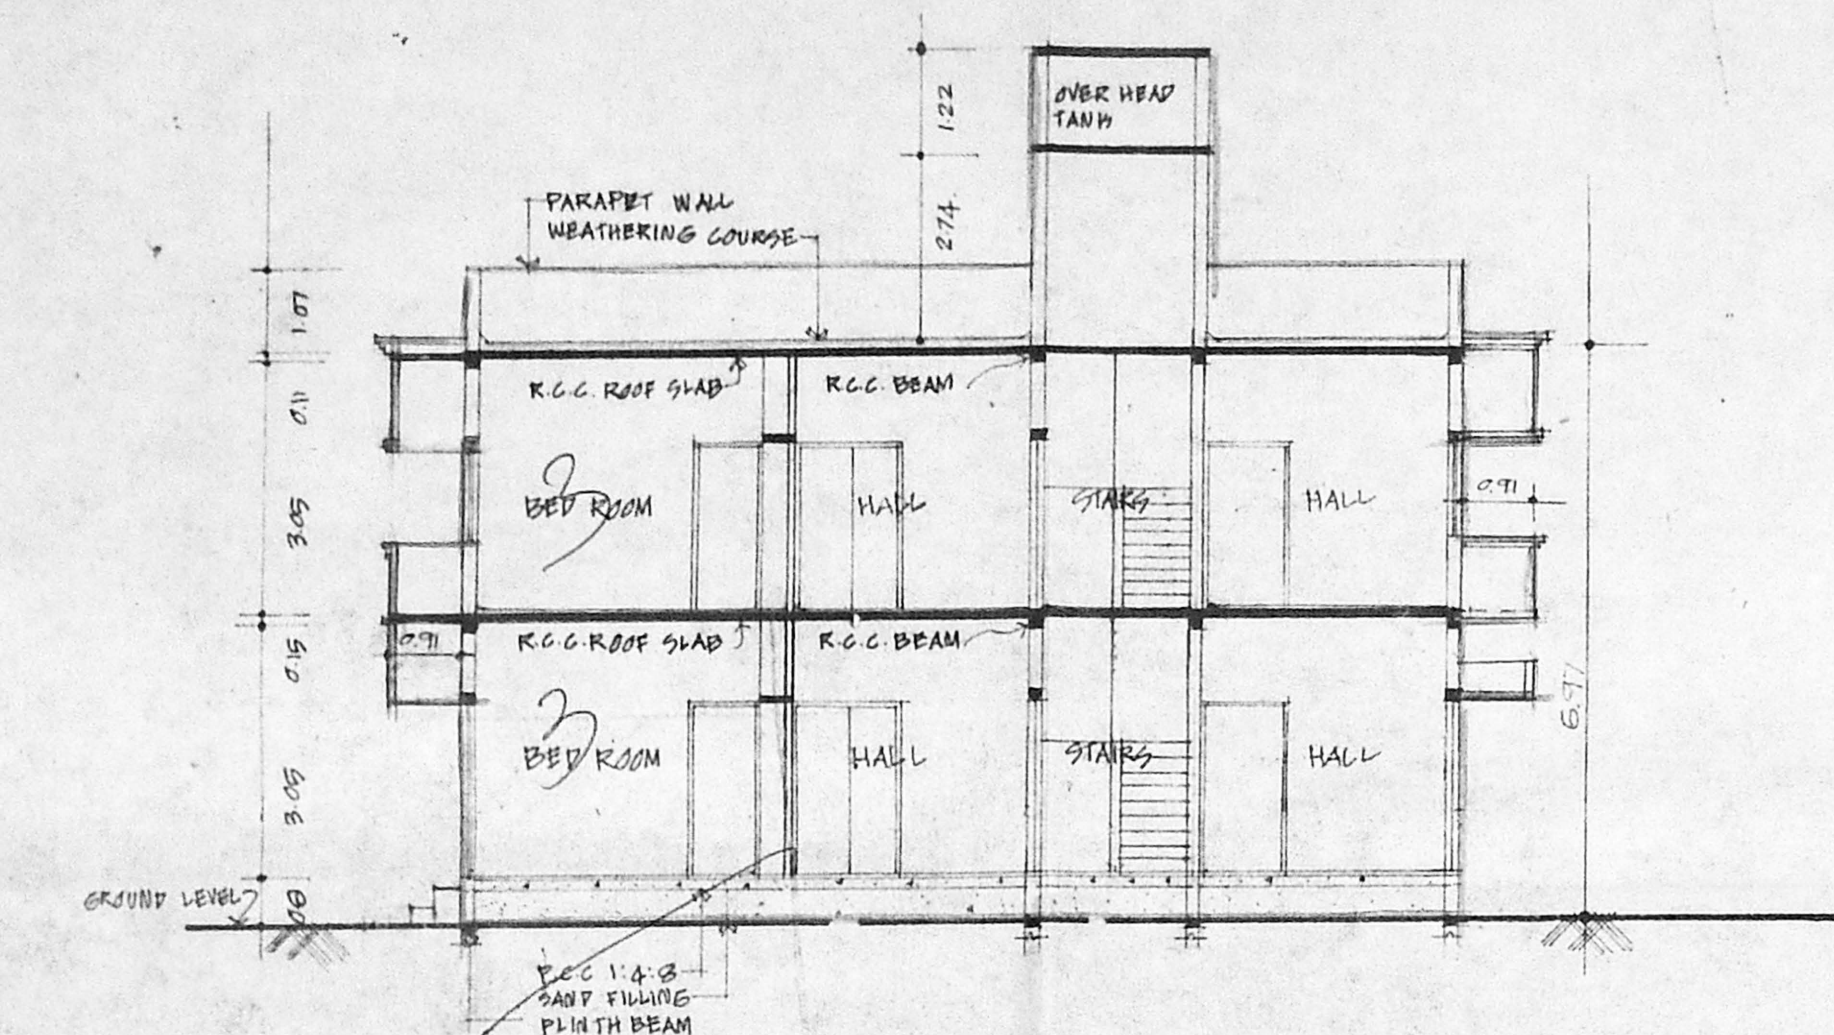 OVER HEAD
TANK
1.22
2.74
PARAPET WALL
WEATHERING COURSE
1.07
R.C.C. ROOF SLAB
R.C.C. BEAM
0.11
BED ROOM
HALL
STAIRS
HALL
0.91
3.05
0.91
R.C.C. ROOF SLAB
R.C.C. BEAM
0.15
6.97
BED ROOM
HALL
STAIRS
HALL
3.05
GROUND LEVEL
P.C.C 1:4:8
SAND FILLING
PLINTH BEAM